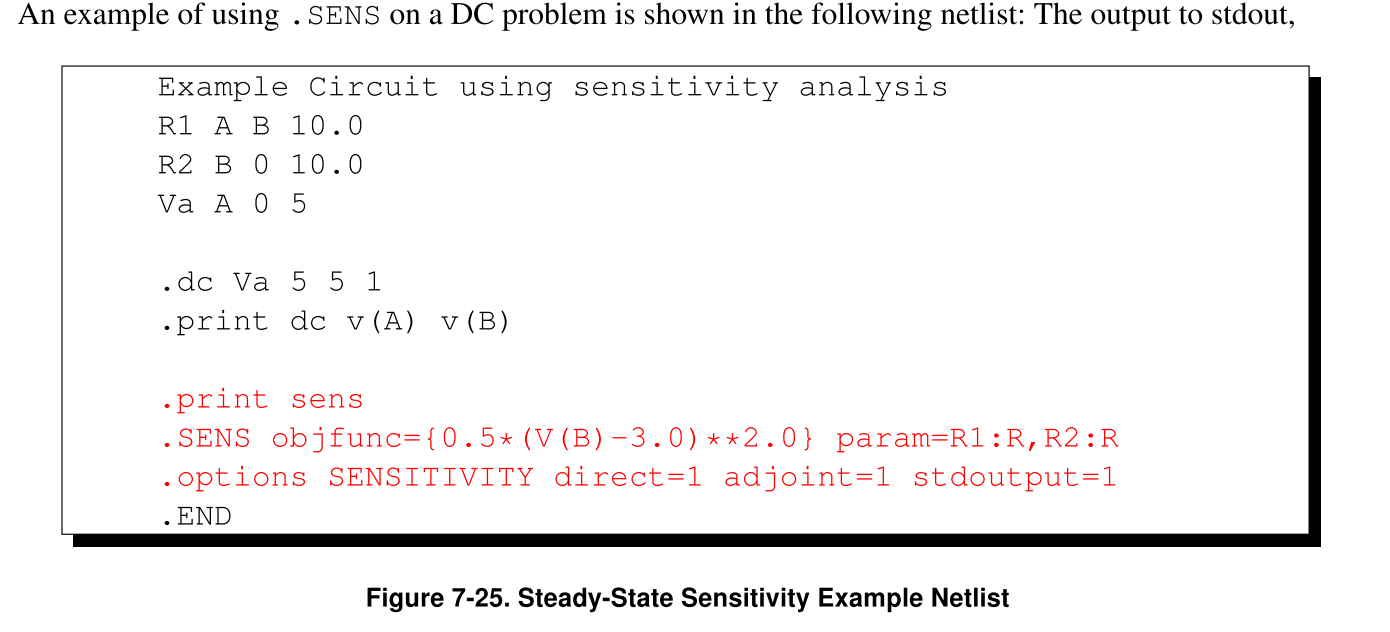 An example of using .SENS on a DC problem is shown in the following netlist: The output to stdout,
Example Circuit using sensitivity analysis
R1 A B 10.0
R2 B 0 10.0
Va A 0 5
.dc Va 5 5 1
.print dc v(A) v(B)
.print sens
.SENS objfunc={0.5*(V(B)-3.0)**2.0} param=R1:R,R2:R
.options SENSITIVITY direct=1 adjoint=1 stdoutput=1
.END
Figure 7-25. Steady-State Sensitivity Example Netlist